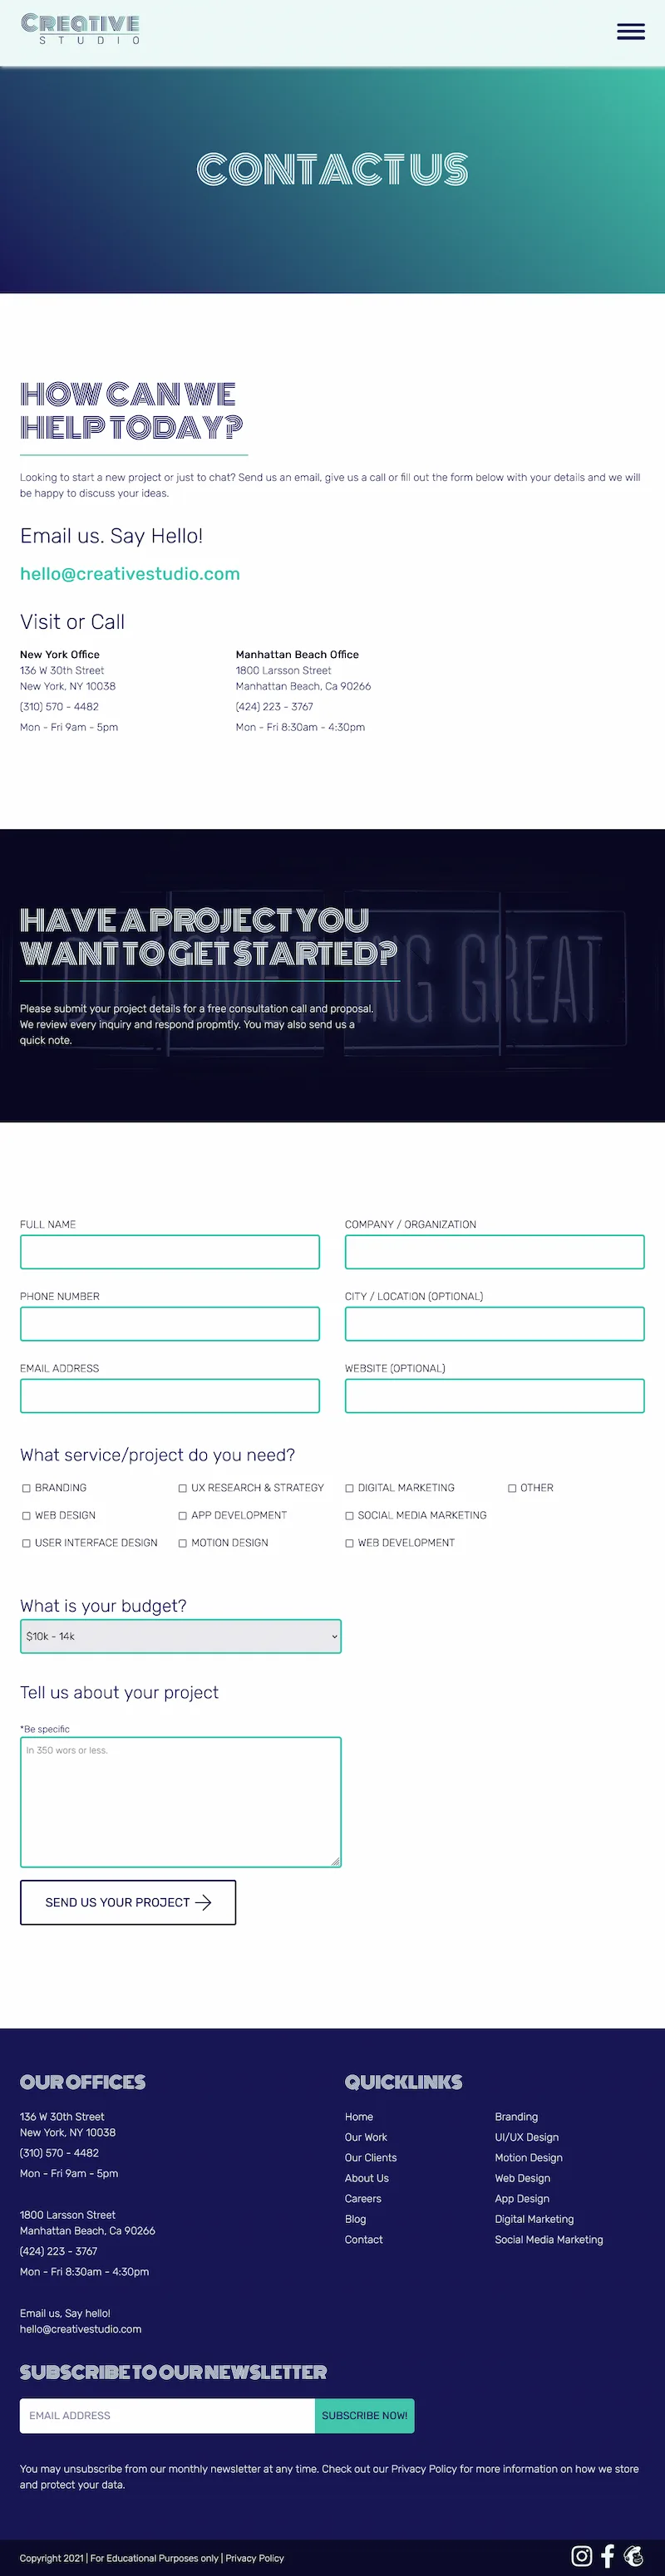 CREATIVE
STUDIO
CONTACT US
HOW CAN WE
HELP TODAY?
Looking to start a new project or just to chat? Send us an email, give us a call or fill out the form below with your details and we will
be happy to discuss your ideas.
Email us. Say Hello!
hello@creativestudio.com
Visit or Call
New York Office
136 W 30th Street
New York, NY 10038
(310) 570 - 4482
Mon - Fri 9am - 5pm
Manhattan Beach Office
1800 Larsson Street
Manhattan Beach, Ca 90266
(424) 223 - 3767
Mon - Fri 8:30am - 4:30pm
HAVE A PROJECT YOU
WANT TO GET STARTED?
GREAT
Please submit your project details for a free consultation call and proposal.
We review every inquiry and respond propmtly. You may also send us a
quick note.
FULL NAME
COMPANY / ORGANIZATION
PHONE NUMBER
CITY / LOCATION (OPTIONAL)
EMAIL ADDRESS
WEBSITE (OPTIONAL)
What service/project do you need?
BRANDING
UX RESEARCH & STRATEGY
DIGITAL MARKETING
OTHER
WEB DESIGN
APP DEVELOPMENT
SOCIAL MEDIA MARKETING
USER INTERFACE DESIGN
MOTION DESIGN
WEB DEVELOPMENT
What is your budget?
$10k - 14k
Tell us about your project
*Be specific
In 350 wors or less.
SEND US YOUR PROJECT
OUR OFFICES
136 W 30th Street
New York, NY 10038
(310) 570 - 4482
Mon - Fri 9am - 5pm
1800 Larsson Street
Manhattan Beach, Ca 90266
(424) 223 - 3767
Mon - Fri 8:30am - 4:30pm
Email us, Say hello!
hello@creativestudio.com
QUICKLINKS
Home
Our Work
Our Clients
About Us
Careers
Blog
Contact
Branding
UI/UX Design
Motion Design
Web Design
App Design
Digital Marketing
Social Media Marketing
SUBSCRIBE TO OUR NEWSLETTER
EMAIL ADDRESS
SUBSCRIBE NOW!
You may unsubscribe from our monthly newsletter at any time. Check out our Privacy Policy for more information on how we store
and protect your data.
Copyright 2021 | For Educational Purposes only | Privacy Policy